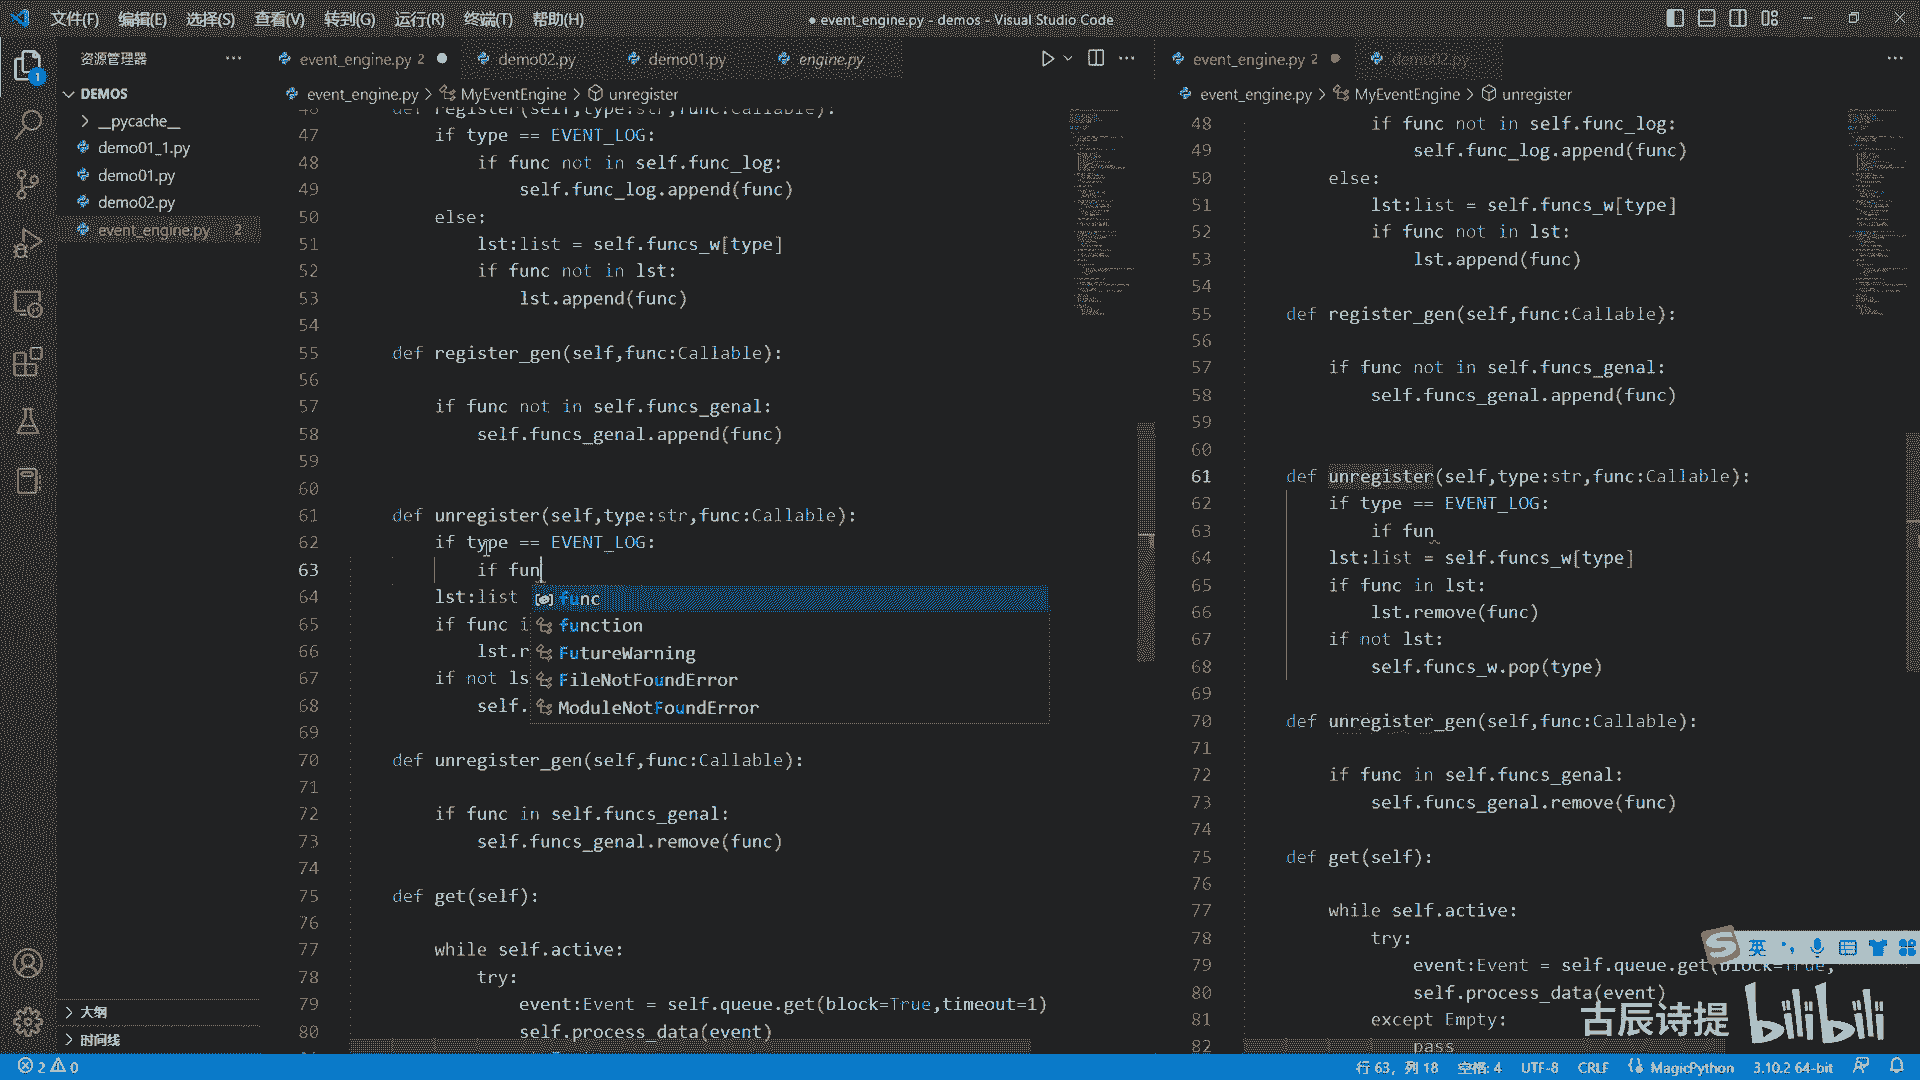 文件(F) 编辑(E) 选择(S) 查看(V) 转到(G) 运行(R) 终端(T) 帮助(H)
● event_engine.py - demos - Visual Studio Code
资源管理器 ···
DEMOS
__pycache__
demo01_1.py
demo01.py
demo02.py
event_engine.py 2
大纲
时间线
event_engine.py 2 ● demo02.py demo01.py engine.py
event_engine.py > MyEventEngine > unregister
def register(self,type:str,func:Callable):
47 if type == EVENT_LOG:
48 if func not in self.func_log:
49 self.func_log.append(func)
50 else:
51 lst:list = self.funcs_w[type]
52 if func not in lst:
53 lst.append(func)
54
55 def register_gen(self,func:Callable):
56
57 if func not in self.funcs_genal:
58 self.funcs_genal.append(func)
59
60
61 def unregister(self,type:str,func:Callable):
62 if type == EVENT_LOG:
63 if fun
64 lst:list
65 if func i
66 lst.r
67 if not ls
68 self.
func
function
FutureWarning
FileNotFoundError
ModuleNotFoundError
69
70 def unregister_gen(self,func:Callable):
71
72 if func in self.funcs_genal:
73 self.funcs_genal.remove(func)
74
75 def get(self):
76
77 while self.active:
78 try:
79 event:Event = self.queue.get(block=True,timeout=1)
80 self.process_data(event)
event_engine.py 2 ● demo02.py
event_engine.py > MyEventEngine > unregister
48 if func not in self.func_log:
49 self.func_log.append(func)
50 else:
51 lst:list = self.funcs_w[type]
52 if func not in lst:
53 lst.append(func)
54
55 def register_gen(self,func:Callable):
56
57 if func not in self.funcs_genal:
58 self.funcs_genal.append(func)
59
60
61 def unregister(self,type:str,func:Callable):
62 if type == EVENT_LOG:
63 if fun
64 lst:list = self.funcs_w[type]
65 if func in lst:
66 lst.remove(func)
67 if not lst:
68 self.funcs_w.pop(type)
69
70 def unregister_gen(self,func:Callable):
71
72 if func in self.funcs_genal:
73 self.funcs_genal.remove(func)
74
75 def get(self):
76
77 while self.active:
78 try:
79 event:Event = self.queue.get(block=True,
80 self.process_data(event)
81 except Empty:
82 pass
英
古辰诗提 bilibili
2 0
行 63, 列 18 空格: 4 UTF-8 CRLF MagicPython 3.10.2 64-bit